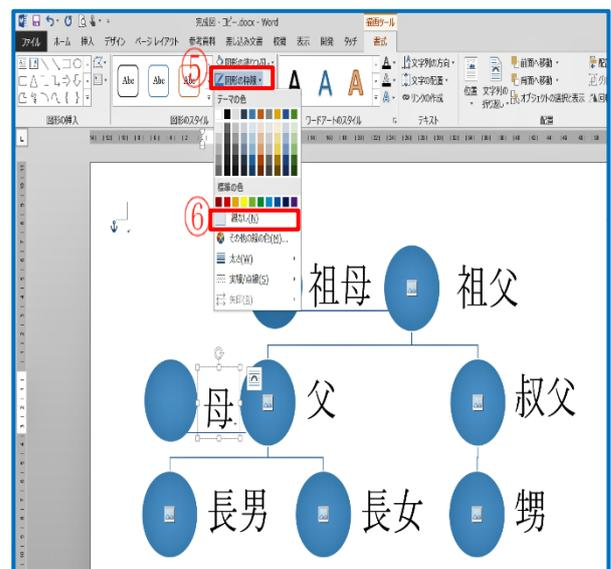 完成図 - コピー.docx - Word
描画ツール
ファイル ホーム 挿入 デザイン ページ レイアウト 参考資料 差し込み文書 校閲 表示 開発 タッチ 書式
⑤
図形の塗りつぶし
図形の枠線
Abc Abc Abc
A A A
文字列の方向
文字の配置
リンクの作成
位置 文字列の折り返し
前面へ移動
背面へ移動
オブジェクトの選択と表示
図形の挿入 図形のスタイル ワードアートのスタイル テキスト 配置
テーマの色
標準の色
⑥
線なし(N)
その他の線の色(M)...
太さ(W)
実線/点線(S)
矢印(R)
祖母 祖父
母 父 叔父
長男 長女 甥